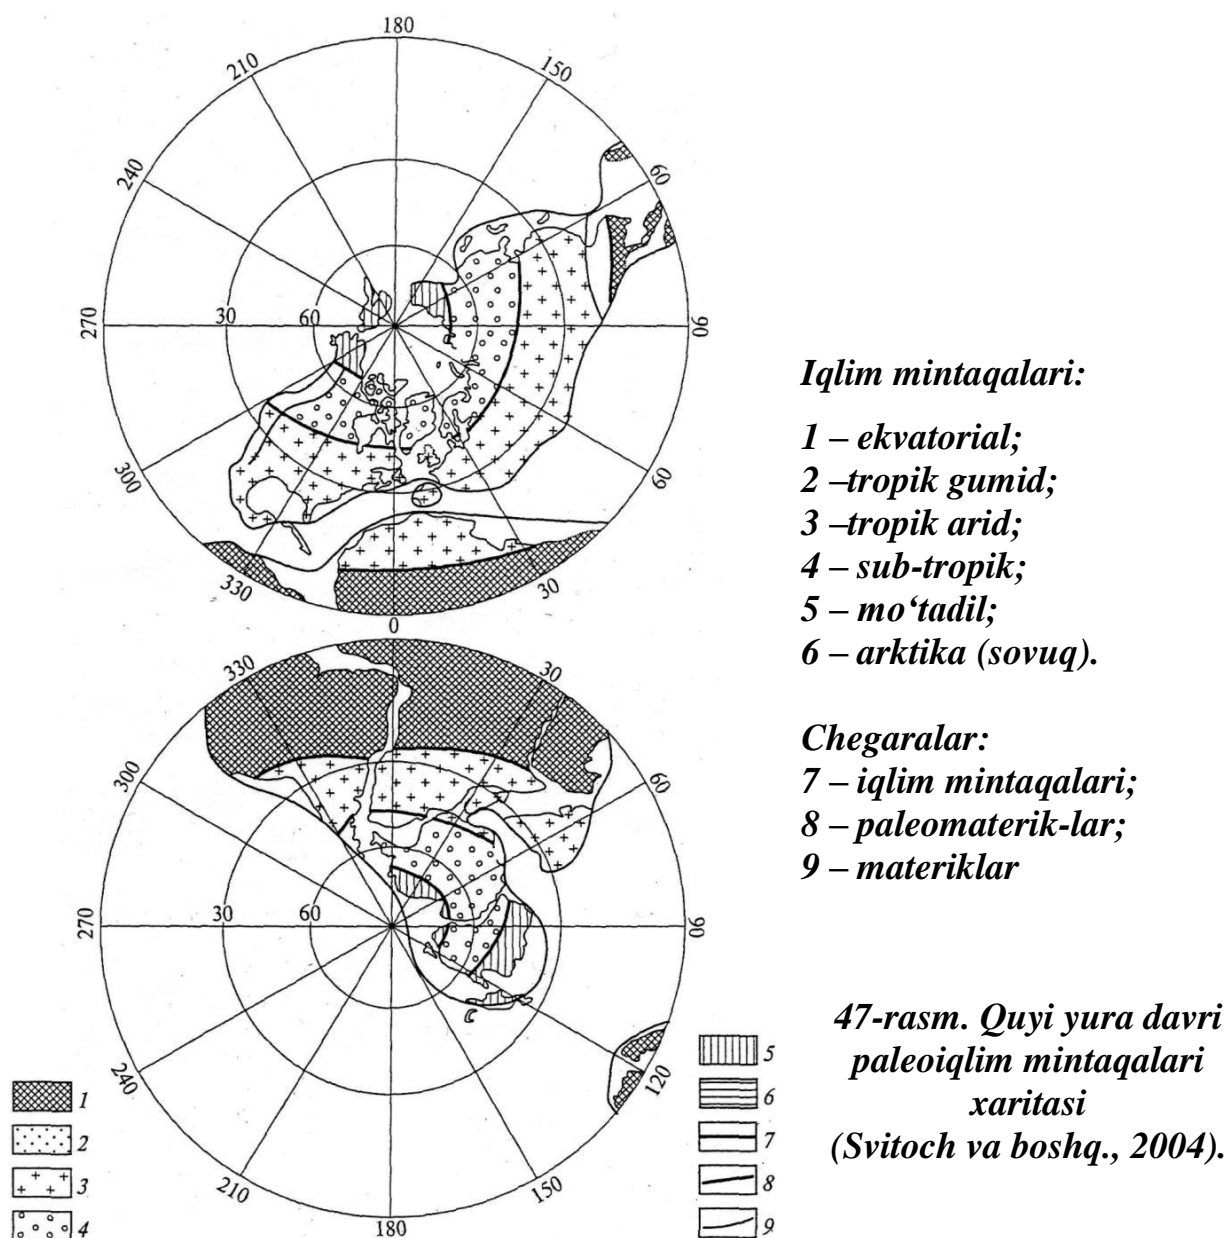 180
210
150
240
60
270
30
60
90
300
60
330
30
0
330
30
300
60
270
30
60
90
240
120
210
150
180
1
2
3
4
5
6
7
8
9
Iqlim mintaqalari:
1 – ekvatorial;
2 –tropik gumid;
3 –tropik arid;
4 – sub-tropik;
5 – mo‘tadil;
6 – arktika (sovuq).
Chegaralar:
7 – iqlim mintaqalari;
8 – paleomaterik-lar;
9 – materiklar
47-rasm. Quyi yura davri
paleoiqlim mintaqalari
xaritasi
(Svitoch va boshq., 2004).